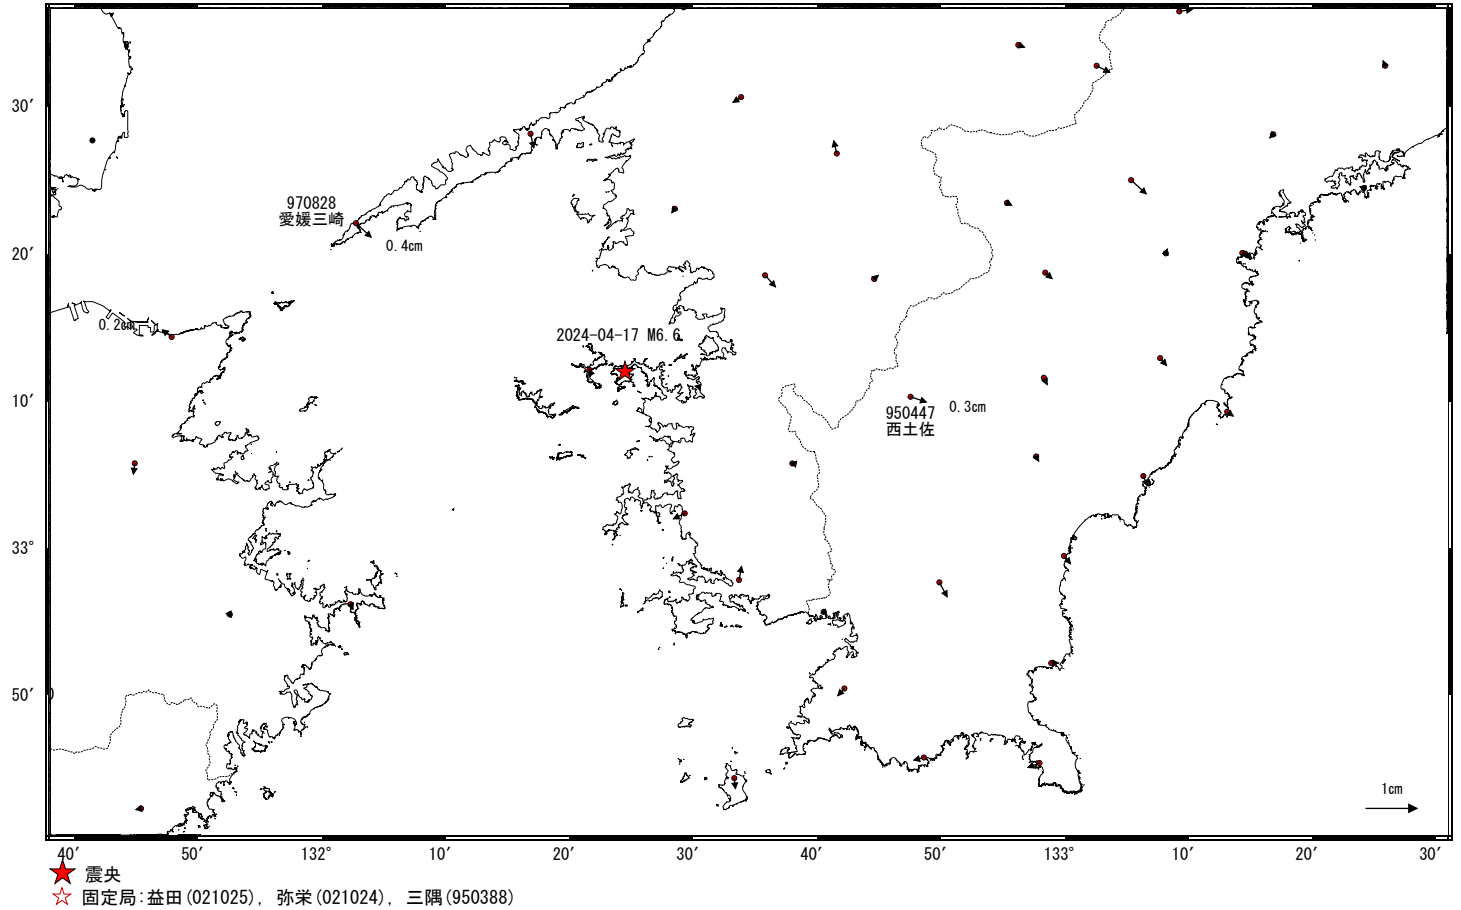 30′
970828
愛媛三崎
0.4cm
20′
0.2cm
2024-04-17 M6.6
10′
950447
西土佐
0.3cm
33°
50′
1cm
40′ 50′ 132° 10′ 20′ 30′ 40′ 50′ 133° 10′ 20′ 30′
震央
固定局:益田(021025), 弥栄(021024), 三隅(950388)